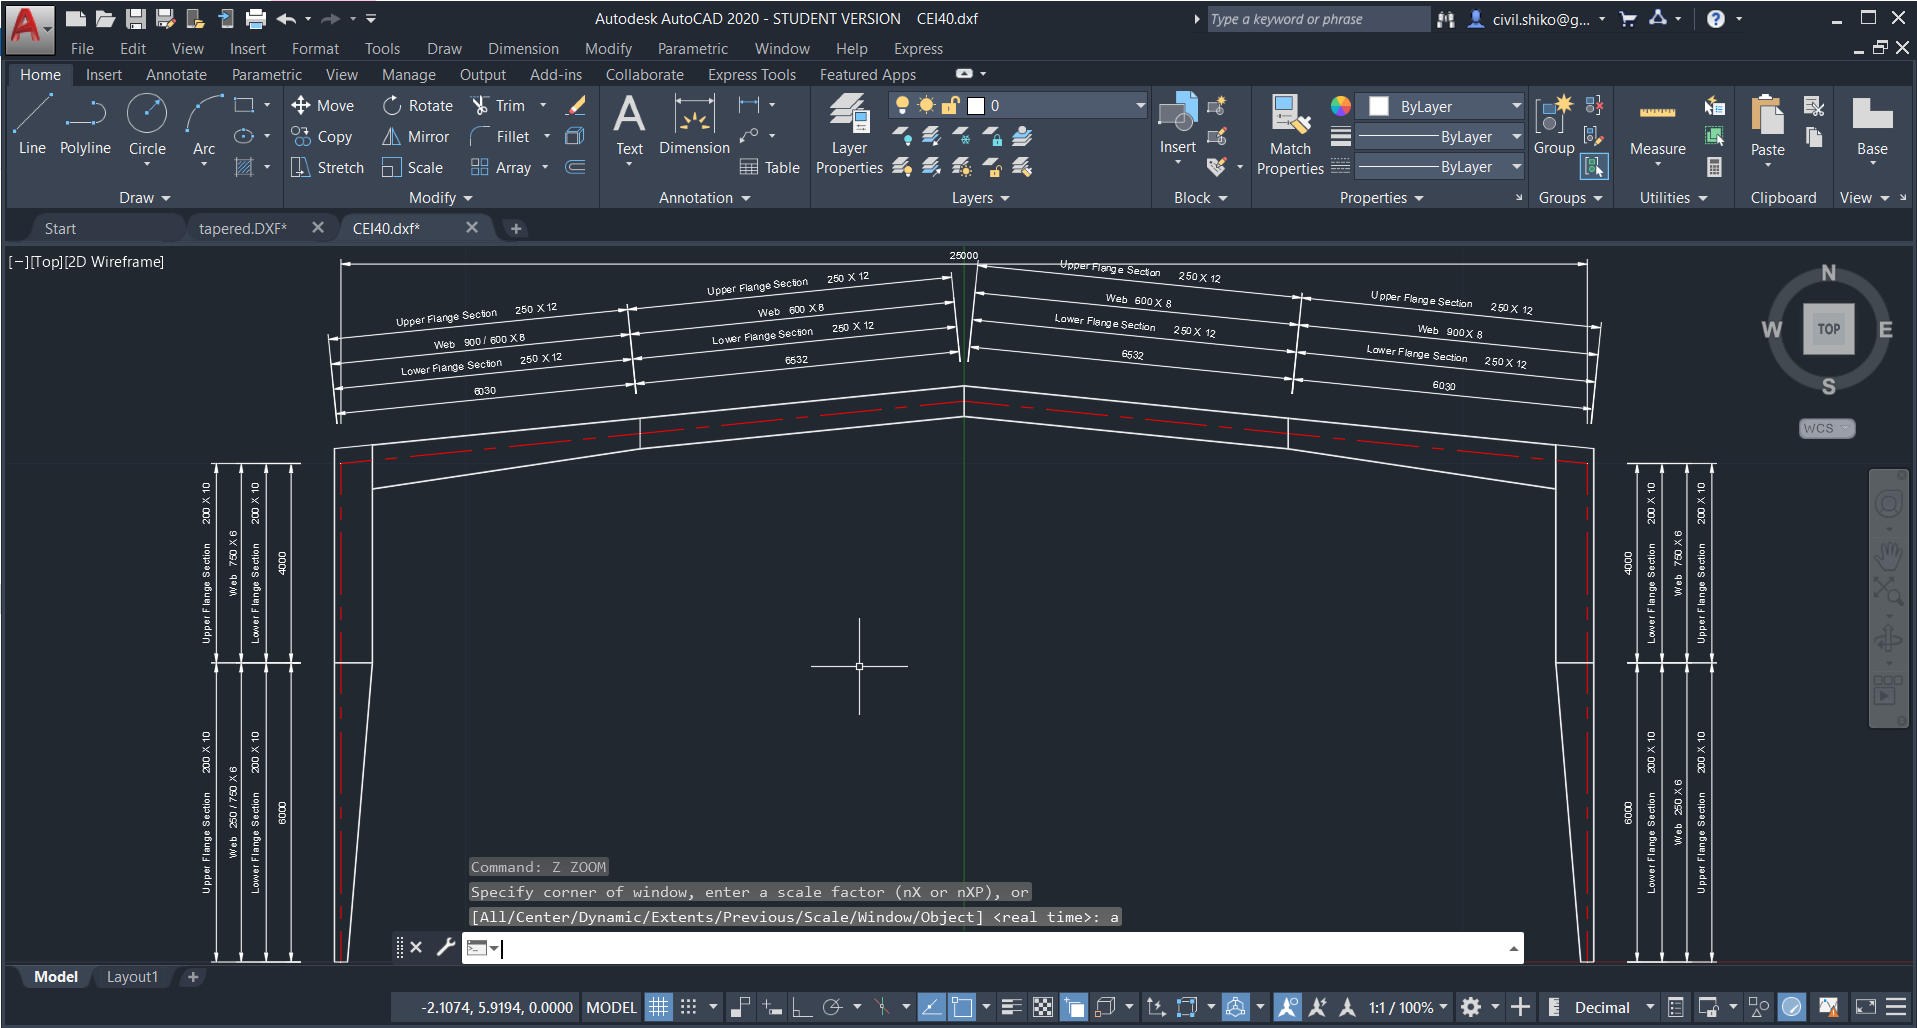 Autodesk AutoCAD 2020 - STUDENT VERSION CEI40.dxf
Type a keyword or phrase
civil.shiko@g...
File Edit View Insert Format Tools Draw Dimension Modify Parametric Window Help Express
Home Insert Annotate Parametric View Manage Output Add-ins Collaborate Express Tools Featured Apps
Line Polyline Circle Arc
Move Rotate Trim
Copy Mirror Fillet
Stretch Scale Array
Text Dimension Table
Layer Properties
0
Insert
Match Properties
ByLayer
ByLayer
ByLayer
Group
Measure
Paste
Base
Draw Modify Annotation Layers Block Properties Groups Utilities Clipboard View
Start tapered.DXF* CEI40.dxf*
[−][Top][2D Wireframe]
25000
Upper Flange Section 250 X 12
Upper Flange Section 250 X 12
Upper Flange Section 250 X 12
Upper Flange Section 250 X 12
Web 900 / 600 X 8
Web 600 X 8
Web 600 X 8
Web 900 X 8
Lower Flange Section 250 X 12
Lower Flange Section 250 X 12
Lower Flange Section 250 X 12
Lower Flange Section 250 X 12
6030
6532
6532
6030
Upper Flange Section 200 X 10
Web 750 X 6
Lower Flange Section 200 X 10
4000
Upper Flange Section 200 X 10
Web 250 / 750 X 6
Lower Flange Section 200 X 10
6000
4000
Lower Flange Section 200 X 10
Web 750 X 6
Upper Flange Section 200 X 10
6000
Lower Flange Section 200 X 10
Web 250 X 6
Upper Flange Section 200 X 10
N
W TOP E
S
WCS
Command: Z ZOOM
Specify corner of window, enter a scale factor (nX or nXP), or
[All/Center/Dynamic/Extents/Previous/Scale/Window/Object] <real time>: a
Model Layout1
-2.1074, 5.9194, 0.0000 MODEL 1:1 / 100% Decimal